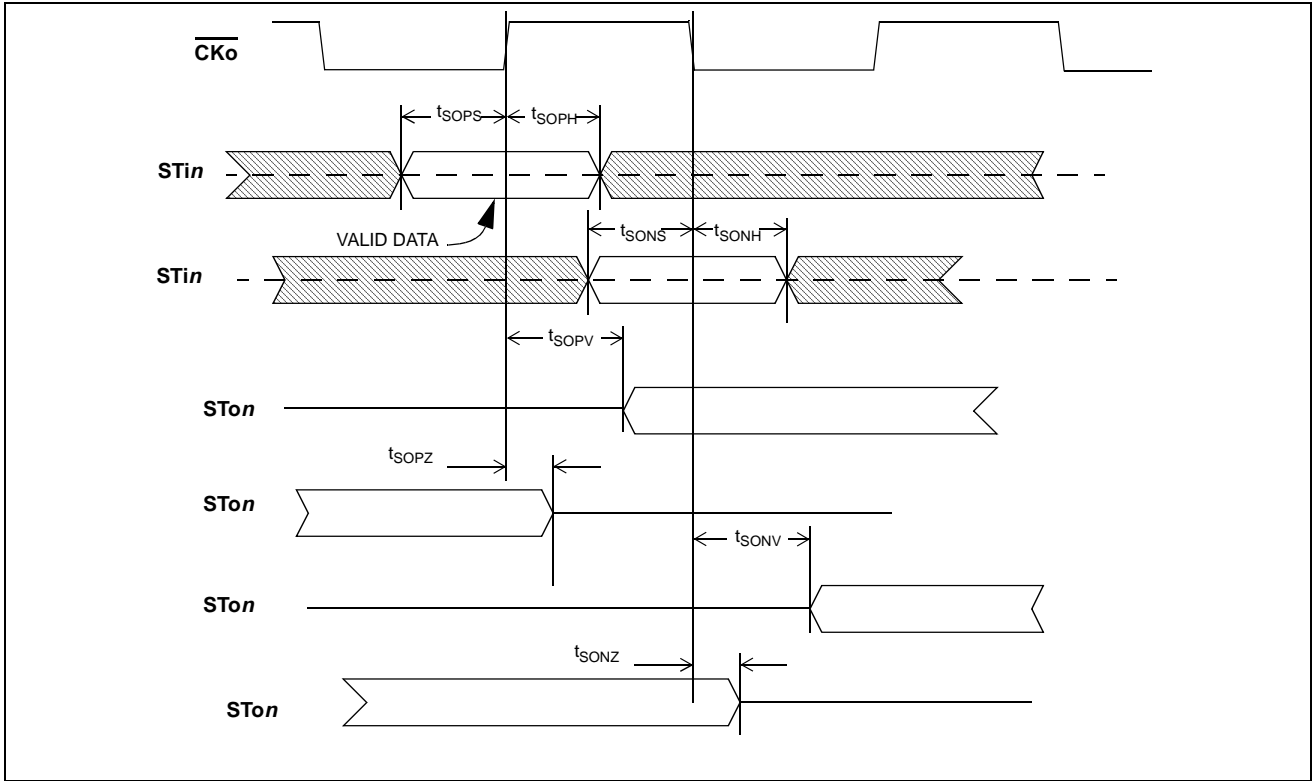 CKo
tSOPS
tSOPH
STin
VALID DATA
tSONS
tSONH
STin
tSOPV
STon
tSOPZ
STon
tSONV
STon
tSONZ
STon